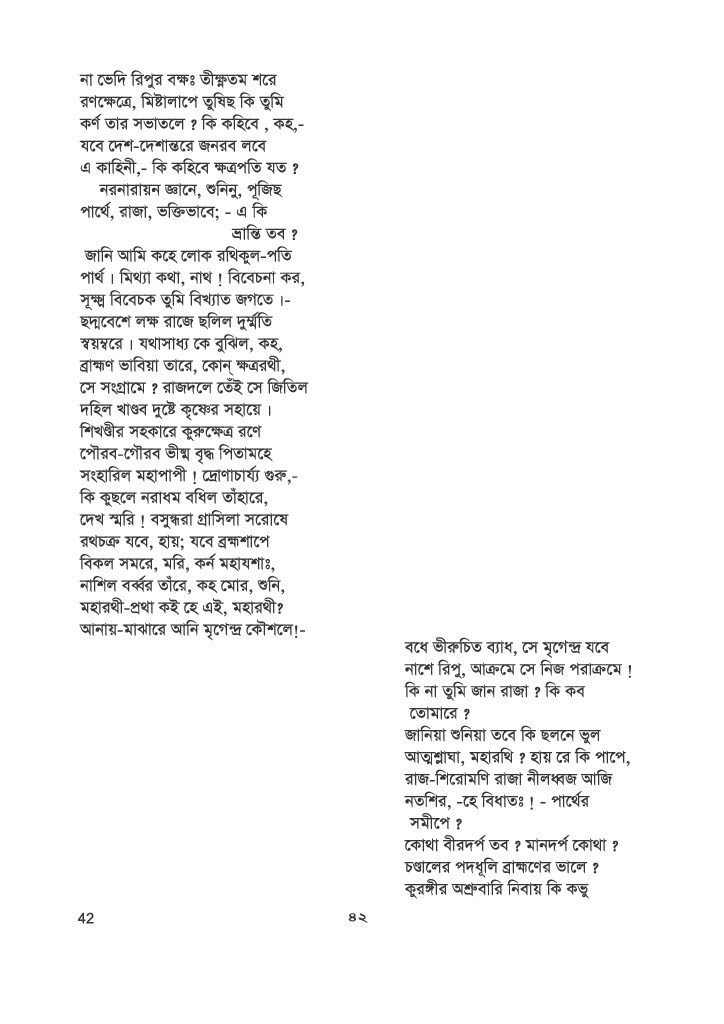 না ভেদি রিপুর বক্ষঃ তীক্ষ্ণতম শরে
রণক্ষেত্রে, মিষ্টালাপে তুষিছ কি তুমি
কর্ণ তার সভাতলে ? কি কহিবে , কহ,-
যবে দেশ-দেশান্তরে জনরব লবে
এ কাহিনী,- কি কহিবে ক্ষত্রপতি যত ?
নরনারায়ন জ্ঞানে, শুনিনু, পূজিছ
পার্থে, রাজা, ভক্তিভাবে; - এ কি
ভ্রান্তি তব ?
জানি আমি কহে লোক রথিকুল-পতি
পার্থ । মিথ্যা কথা, নাথ ! বিবেচনা কর,
সূক্ষ্ম বিবেচক তুমি বিখ্যাত জগতে ।-
ছদ্মবেশে লক্ষ রাজে ছলিল দুর্ম্মতি
স্বয়ম্বরে । যথাসাধ্য কে বুঝিল, কহ,
ব্রাহ্মণ ভাবিয়া তারে, কোন্ ক্ষত্ররথী,
সে সংগ্রামে ? রাজদলে তেঁই সে জিতিল
দহিল খাণ্ডব দুষ্টে কৃষ্ণের সহায়ে ।
শিখণ্ডীর সহকারে কুরুক্ষেত্র রণে
পৌরব-গৌরব ভীষ্ম বৃদ্ধ পিতামহে
সংহারিল মহাপাপী ! দ্রোণাচার্য্য গুরু,-
কি কুছলে নরাধম বধিল তাঁহারে,
দেখ স্মরি ! বসুন্ধরা গ্রাসিলা সরোষে
রথচক্র যবে, হায়; যবে ব্রহ্মশাপে
বিকল সমরে, মরি, কর্ন মহাযশাঃ,
নাশিল বর্ব্বর তাঁরে, কহ মোর, শুনি,
মহারথী-প্রথা কই হে এই, মহারথী?
আনায়-মাঝারে আনি মৃগেন্দ্র কৌশলে!-
বধে ভীরুচিত ব্যাধ, সে মৃগেন্দ্র যবে
নাশে রিপু, আক্রমে সে নিজ পরাক্রমে !
কি না তুমি জান রাজা ? কি কব
তোমারে ?
জানিয়া শুনিয়া তবে কি ছলনে ভুল
আত্মশ্লাঘা, মহারথি ? হায় রে কি পাপে,
রাজ-শিরোমণি রাজা নীলধ্বজ আজি
নতশির, -হে বিধাতঃ ! - পার্থের
সমীপে ?
কোথা বীরদর্প তব ? মানদর্প কোথা ?
চণ্ডালের পদধূলি ব্রাহ্মণের ভালে ?
কুরঙ্গীর অশ্রুবারি নিবায় কি কভু
42 ৪২